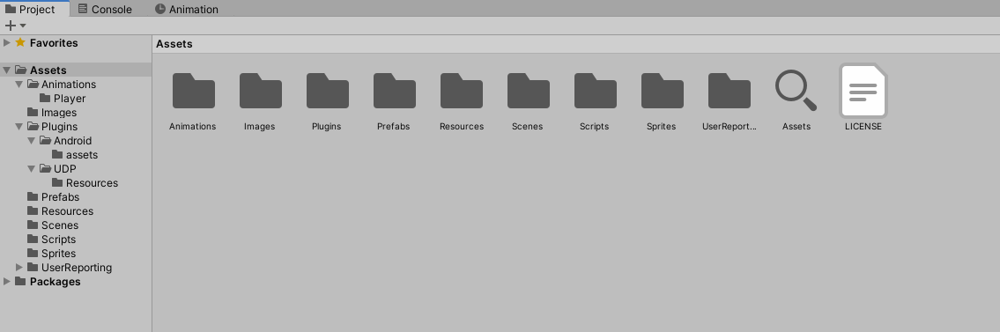 Project Console Animation
Favorites
Assets
Assets
Animations
Player
Images
Plugins
Android
assets
UDP
Resources
Prefabs
Resources
Scenes
Scripts
Sprites
UserReporting
Packages
Animations Images Plugins Prefabs Resources Scenes Scripts Sprites UserReport... Assets LICENSE